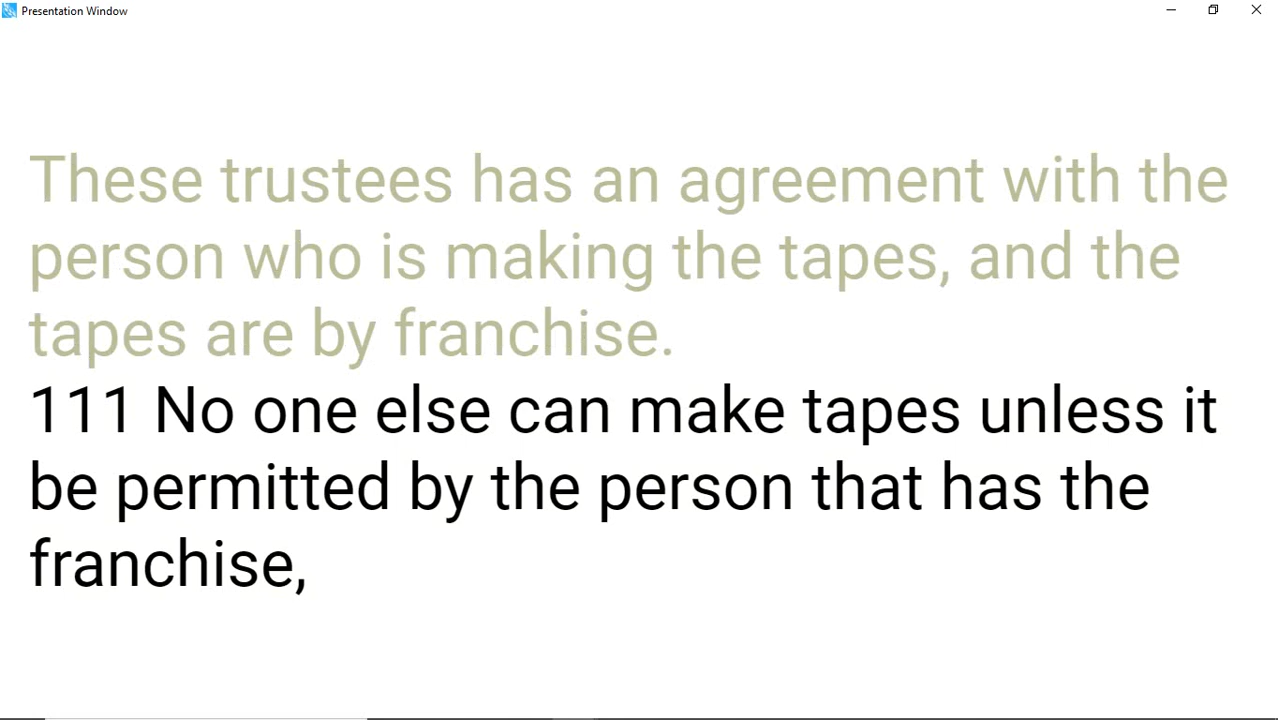 Presentation Window
These trustees has an agreement with the
person who is making the tapes, and the
tapes are by franchise.
111 No one else can make tapes unless it
be permitted by the person that has the
franchise,